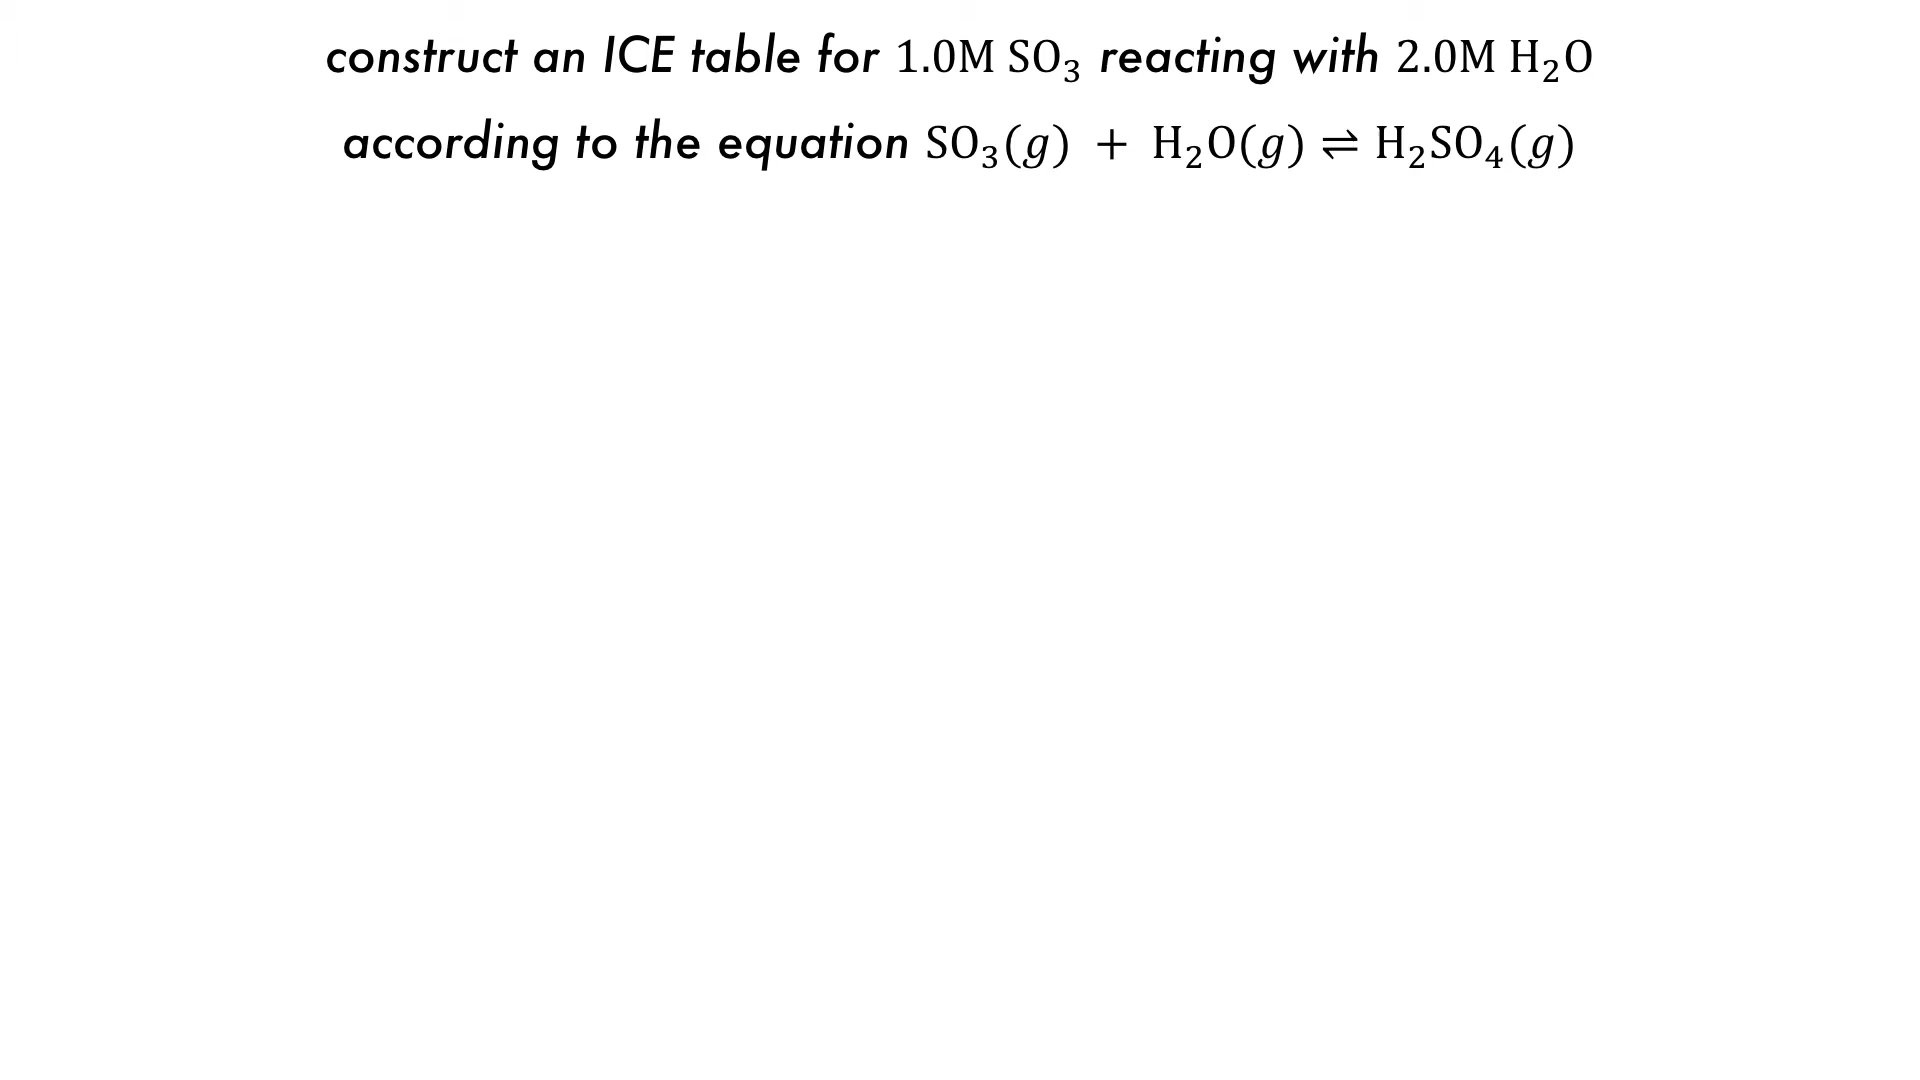 construct an ICE table for 1.0M SO₃ reacting with 2.0M H₂O
according to the equation SO₃(g) + H₂O(g) ⇌ H₂SO₄(g)